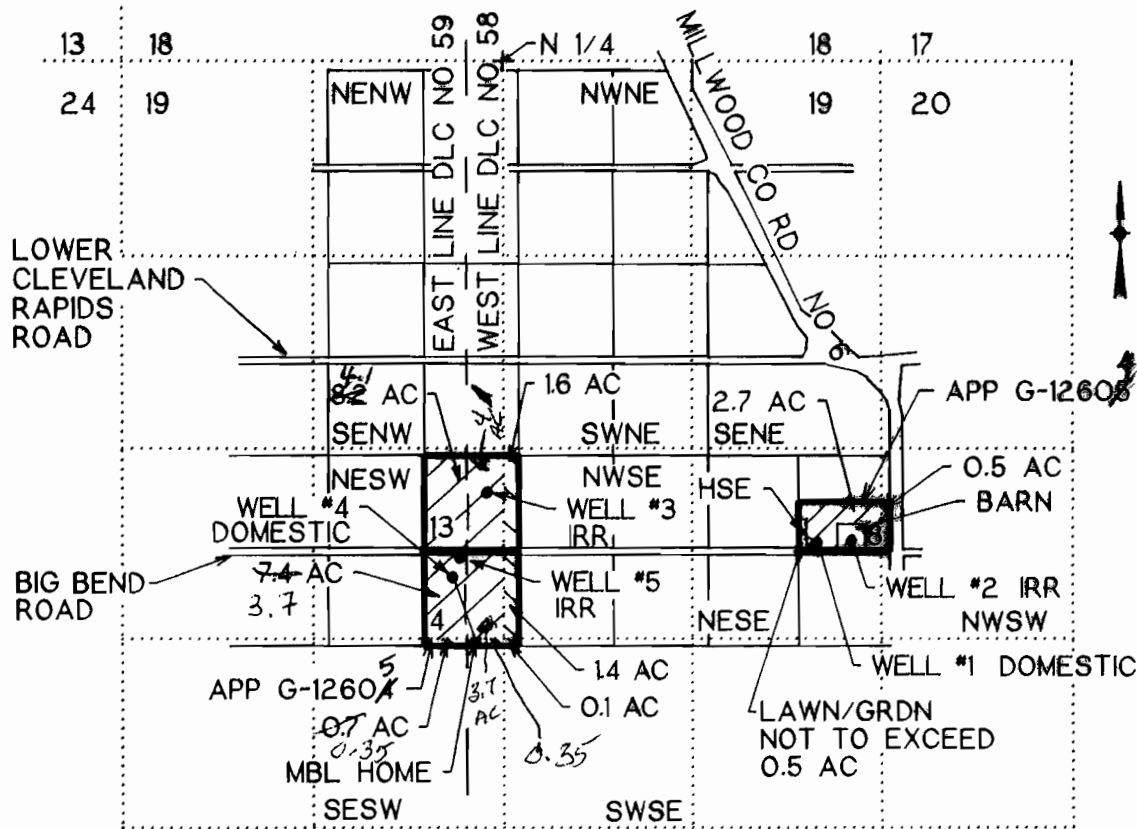 13 18
18 17
24 19
19 20
N 1/4
EAST LINE DLC NO 59
WEST LINE DLC NO 58
MILLWOOD CO RD NO 6
NENW
NWNE
LOWER
CLEVELAND
RAPIDS
ROAD
4.1
8.2 AC
1.6 AC
2.7 AC
APP G-1260
SENW
SWNE
SENE
0.5 AC
BARN
NESW
NWSE
HSE
WELL #4
DOMESTIC
WELL #3
IRR
13
BIG BEND
ROAD
7.4 AC
3.7
WELL #5
IRR
WELL #2 IRR
4
NESE
NWSW
WELL #1 DOMESTIC
1.4 AC
5
APP G-1260
3.7
AC
0.1 AC
0.7 AC
0.35
0.35
MBL HOME
LAWN/GRDN
NOT TO EXCEED
0.5 AC
SESW
SWSE